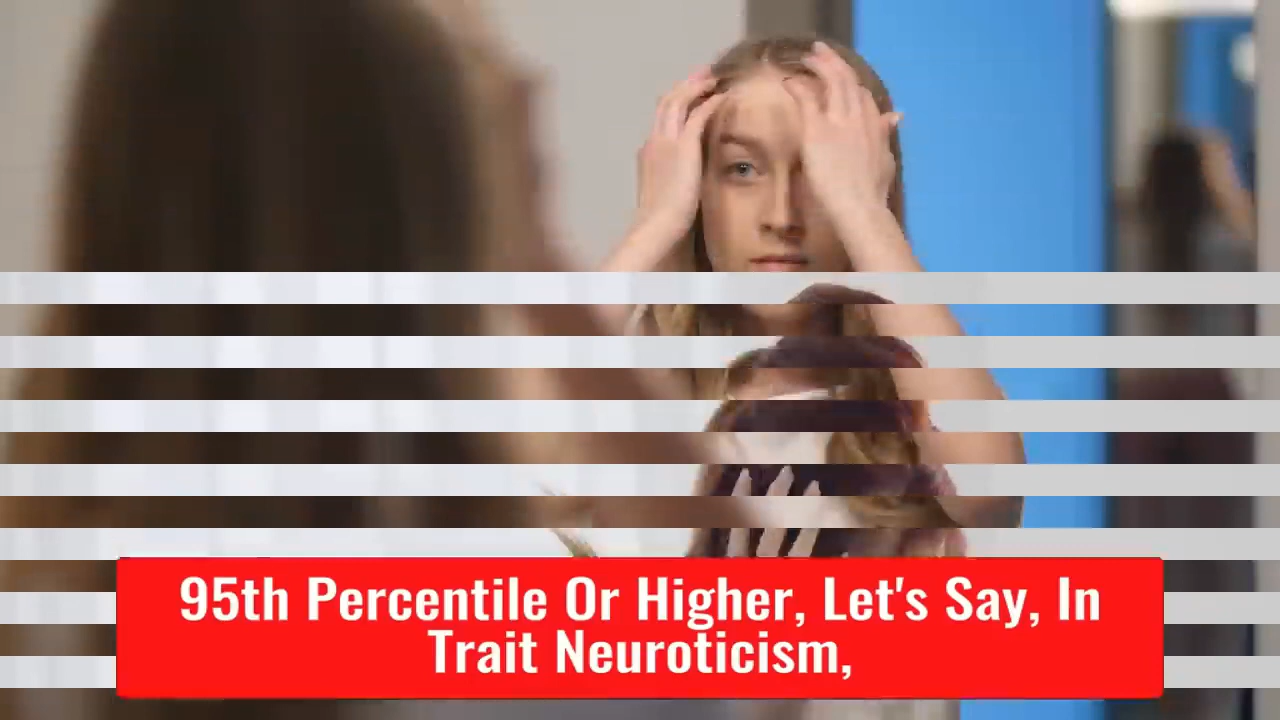 95th Percentile Or Higher, Let's Say, In
Trait Neuroticism,